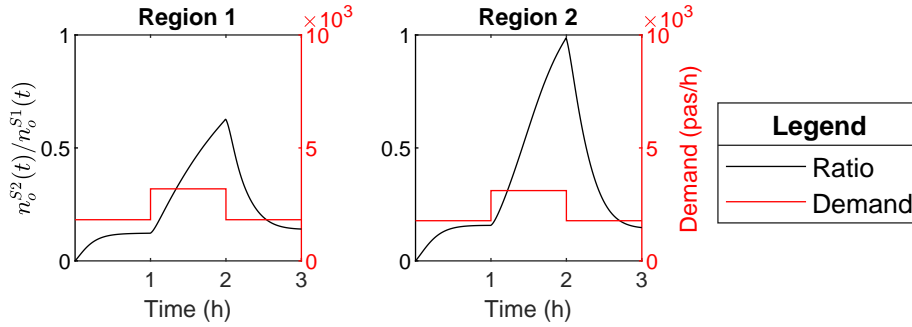 Region 1
Region 2
×10³
×10³
n_o^{S2}(t)/n_o^{S1}(t)
1
0.5
0
10
5
0
1 2 3
Time (h)
1
0.5
0
10
5
0
1 2 3
Time (h)
Demand (pas/h)
Legend
Ratio
Demand